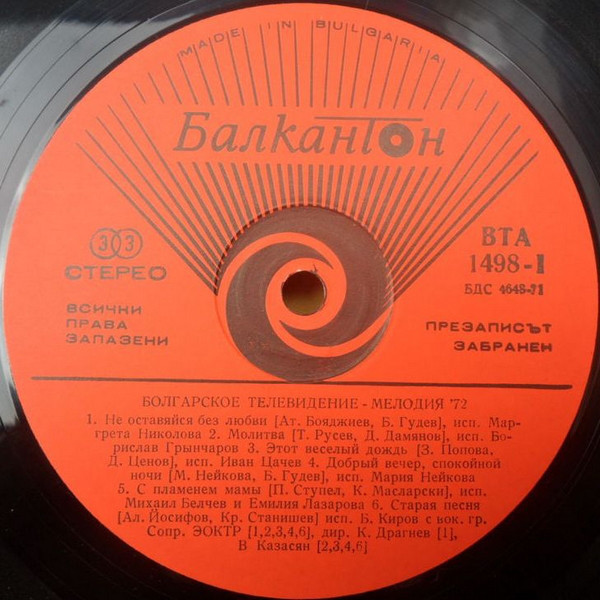 MADE IN BULGARIA
Балкантон
33
СТЕРЕО
ВТА
1498-I
БДС 4648-71
ВСИЧКИ
ПРАВА
ЗАПАЗЕНИ
ПРЕЗАПИСЪТ
ЗАБРАНЕН
БОЛГАРСКОЕ ТЕЛЕВИДЕНИЕ - МЕЛОДИЯ '72
1. Не оставяйся без любви [Ат. Бояджиев, Б. Гудев], исп. Мар-
грета Николова 2. Молитва [Т. Русев, Д. Дамянов], исп. Бо-
рислав Грынчаров 3. Этот веселый дождь [З. Попова,
Д. Ценов], исп. Иван Цачев 4. Добрый вечер, спокойной
ночи [М. Нейкова, Б. Гудев], исп. Мария Нейкова
5. С пламенем мамы [П. Ступел, К. Масларски], исп.
Михаил Белчев и Емилия Лазарова 6. Старая песня
[Ал. Йосифов, Кр. Станишев] исп. Б. Киров с вок. гр.
Сопр. ЭОКТР [1,2,3,4,6], дир. К. Драгнев [1],
В Казасян [2,3,4,6]